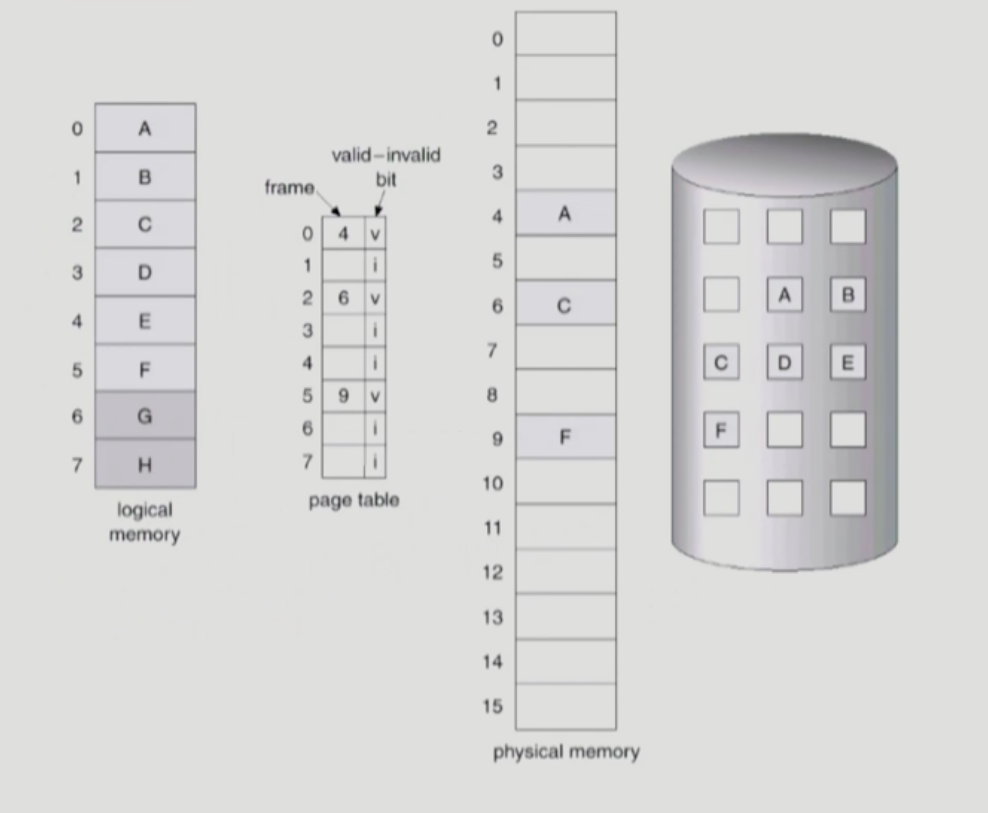 0 A
1 B
2 C
3 D
4 E
5 F
6 G
7 H
logical
memory
valid–invalid
bit
frame
0 4 v
1 i
2 6 v
3 i
4 i
5 9 v
6 i
7 i
page table
0
1
2
3
4 A
5
6 C
7
8
9 F
10
11
12
13
14
15
physical memory
A B
C D E
F